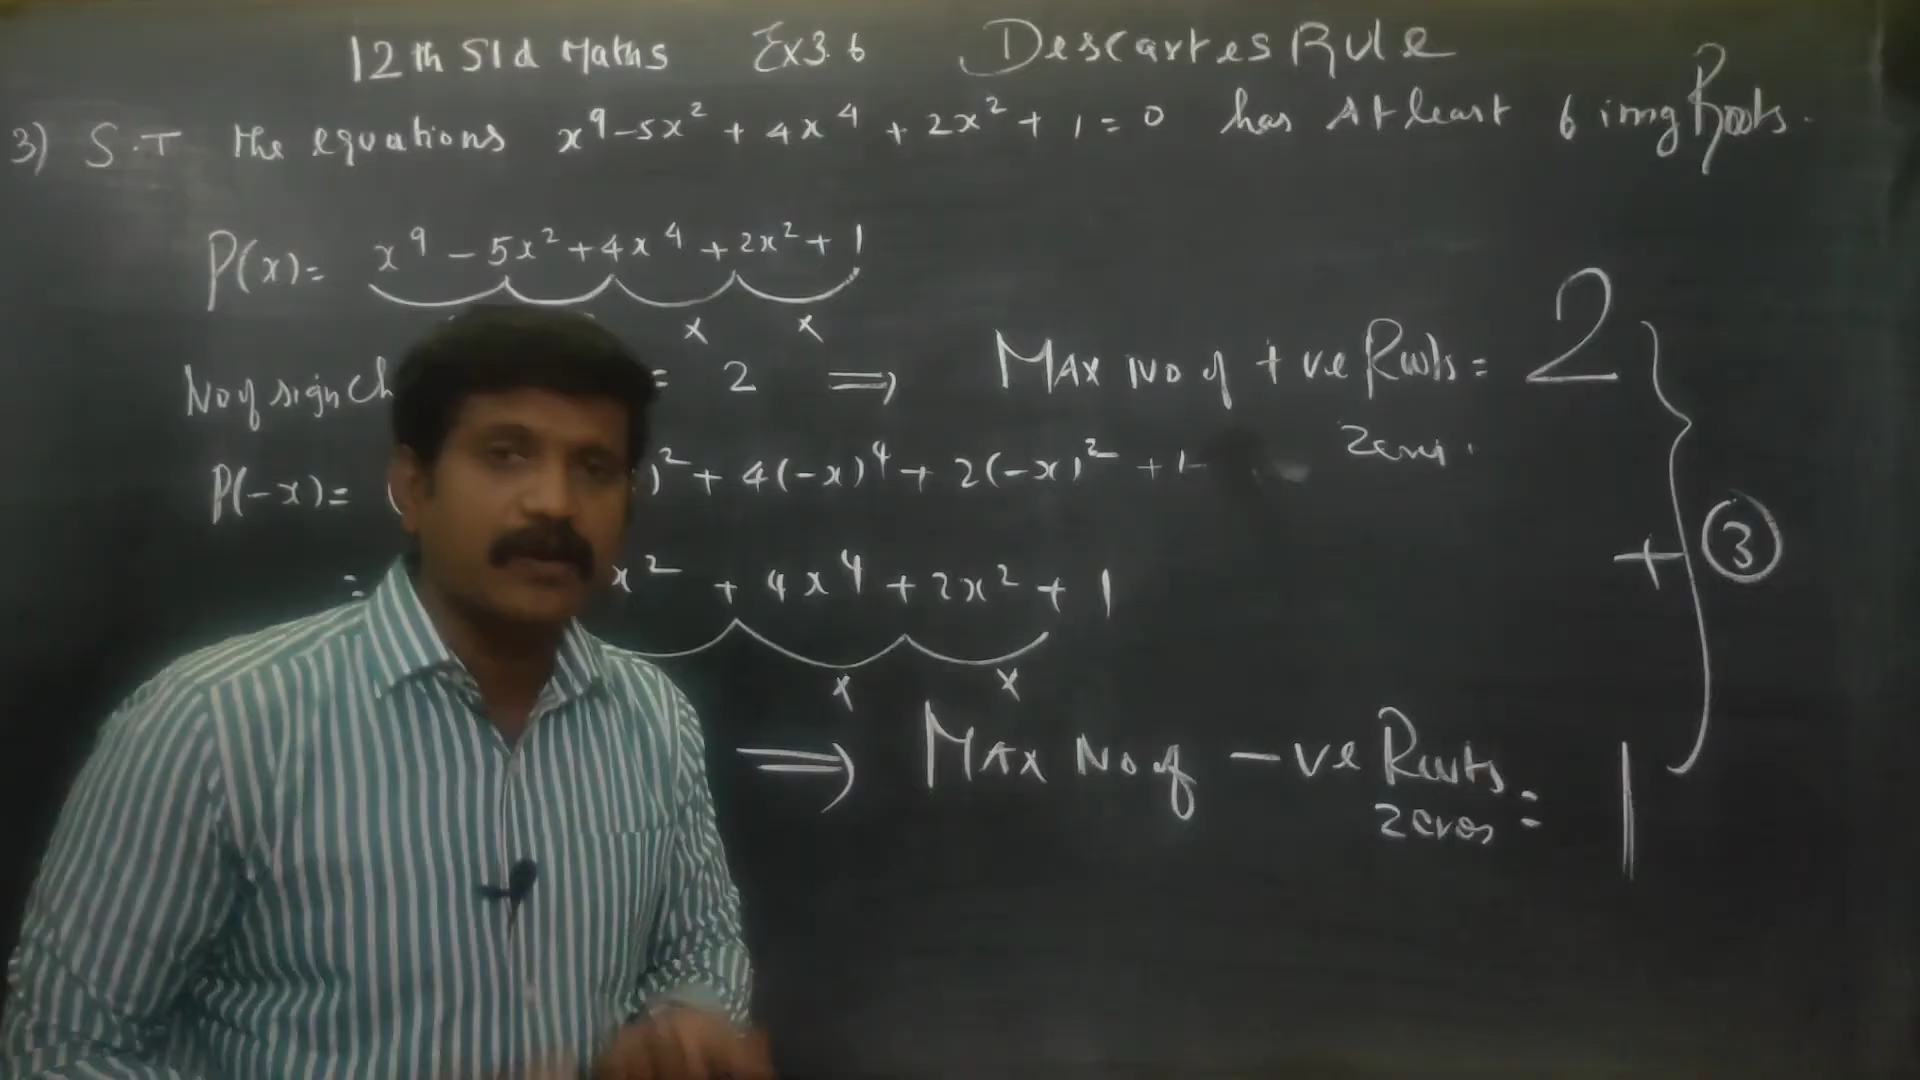 12th Std Maths Ex3.6 Descartes Rule
3) S.T the equations x⁹-5x² + 4x⁴ + 2x² + 1 = 0 has Atleast 6 img Roots.
P(x)= x⁹ - 5x² + 4x⁴ + 2x² + 1
x x
No of sign Ch = 2 ⟹ Max No of +ve Roots = 2
zeros.
P(-x)= ( )² + 4(-x)⁴ + 2(-x)² + 1
+ ③
= x² + 4x⁴ + 2x² + 1
x x
⟹ Max No of -ve Roots = 1
zeros